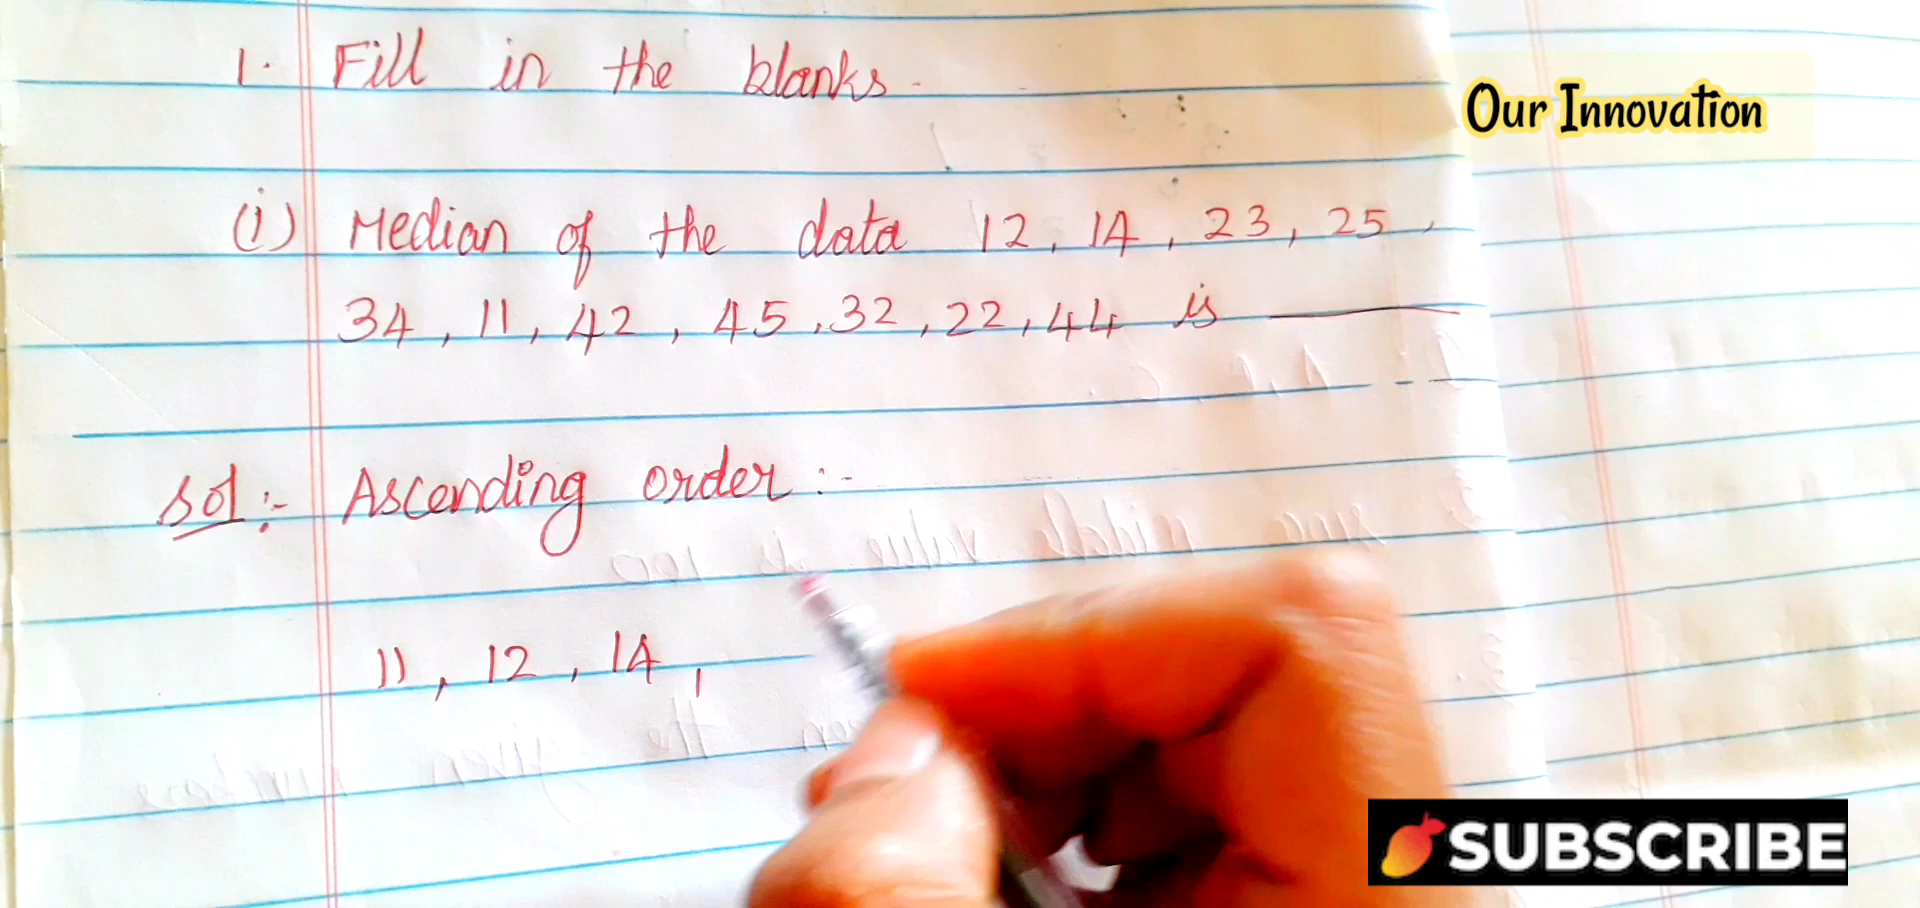 1. Fill in the blanks.
Our Innovation
(i) Median of the data 12, 14, 23, 25,
34, 11, 42, 45, 32, 22, 44 is ______
Sol:- Ascending order:-
11, 12, 14,
SUBSCRIBE